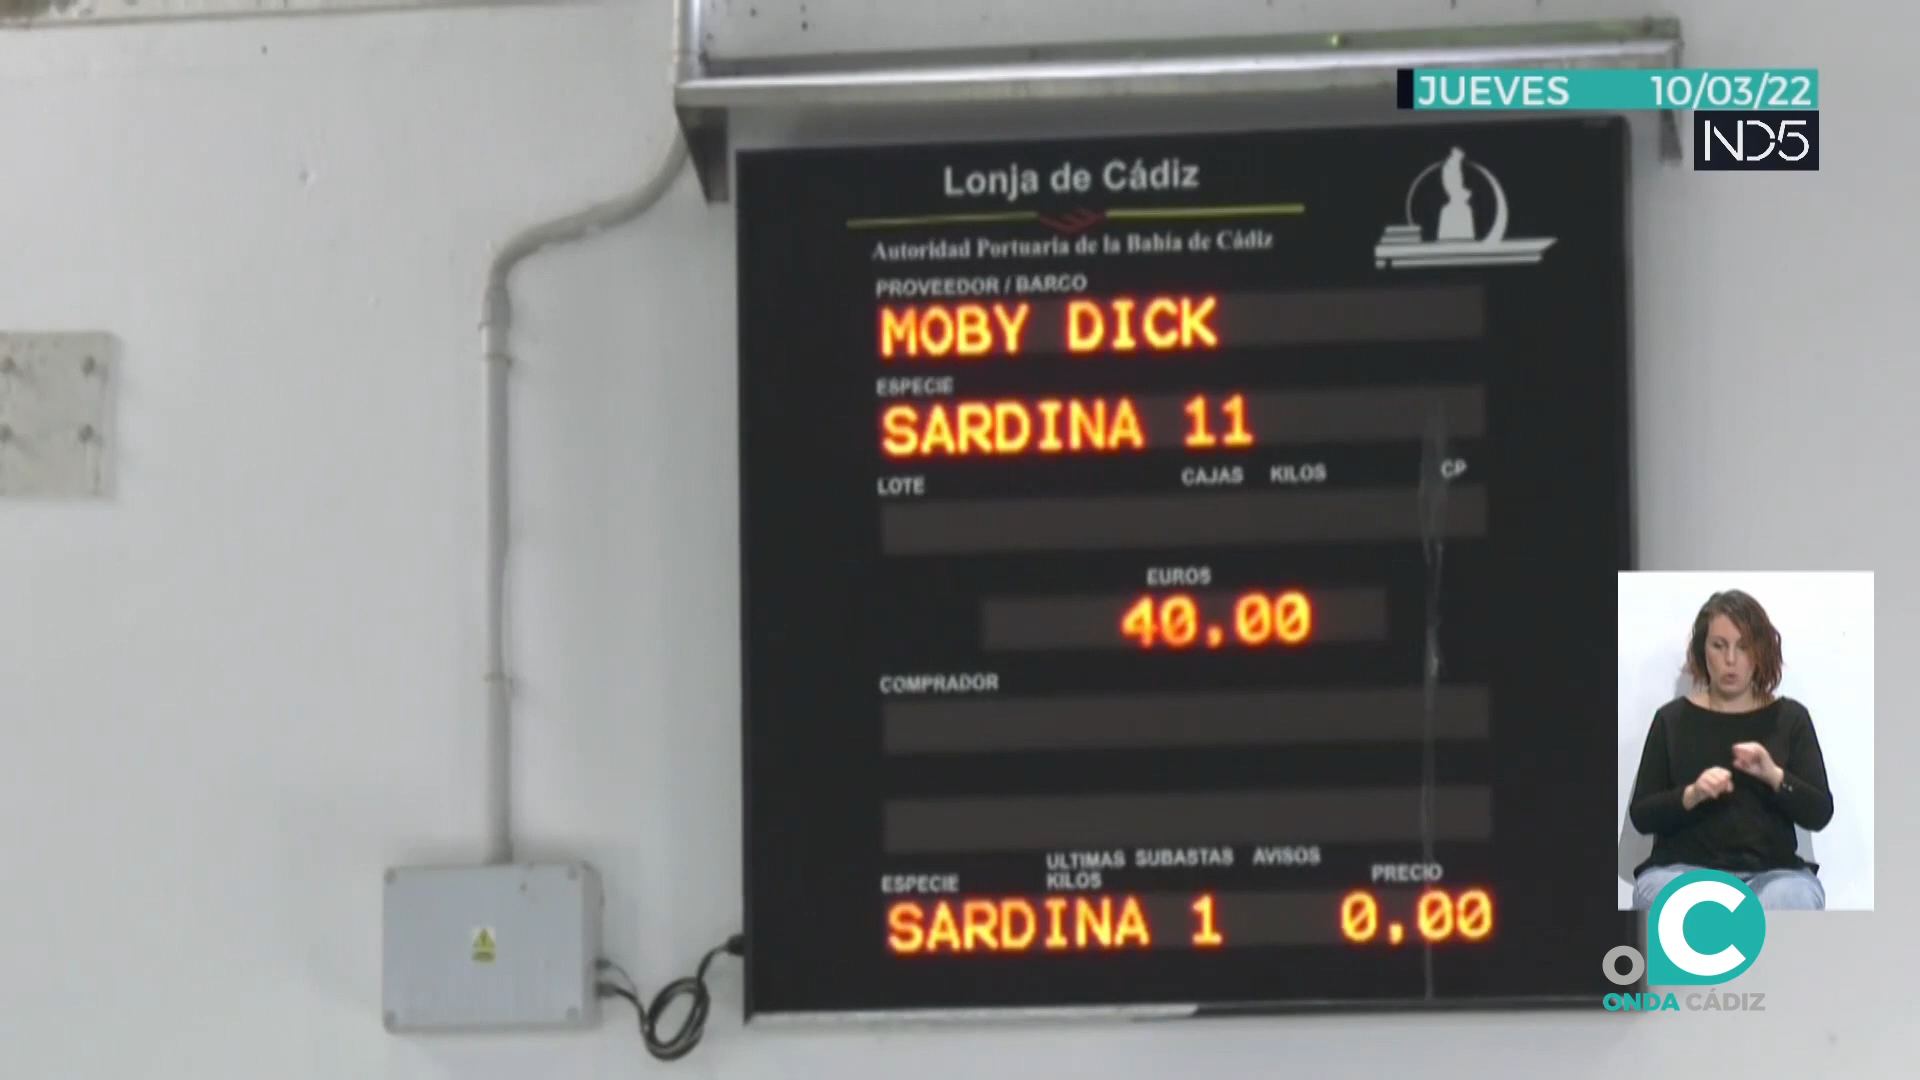 JUEVES 10/03/22
ND5
Lonja de Cádiz
Autoridad Portuaria de la Bahía de Cádiz
PROVEEDOR / BARCO
MOBY DICK
ESPECIE
SARDINA 11
LOTE CAJAS KILOS CP
EUROS
40,00
COMPRADOR
ULTIMAS SUBASTAS AVISOS
ESPECIE KILOS PRECIO
SARDINA 1 0,00
OC
ONDA CÁDIZ